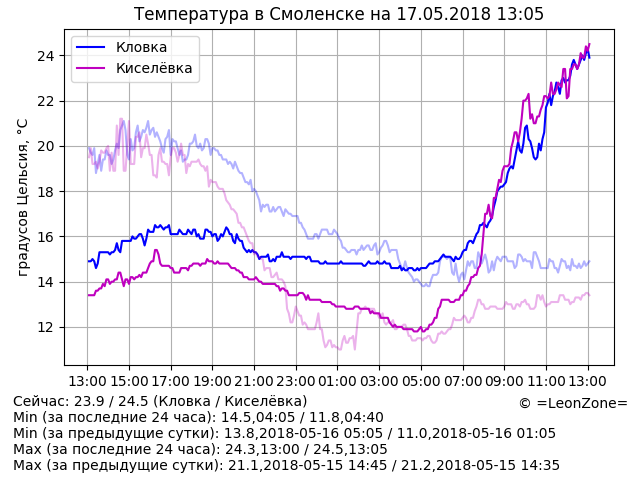 Температура в Смоленске на 17.05.2018 13:05
Кловка
Киселёвка
градусов Цельсия, °C
24
22
20
18
16
14
12
13:00 15:00 17:00 19:00 21:00 23:00 01:00 03:00 05:00 07:00 09:00 11:00 13:00
Сейчас: 23.9 / 24.5 (Кловка / Киселёвка)
© =LeonZone=
Min (за последние 24 часа): 14.5,04:05 / 11.8,04:40
Min (за предыдущие сутки): 13.8,2018-05-16 05:05 / 11.0,2018-05-16 01:05
Max (за последние 24 часа): 24.3,13:00 / 24.5,13:05
Max (за предыдущие сутки): 21.1,2018-05-15 14:45 / 21.2,2018-05-15 14:35